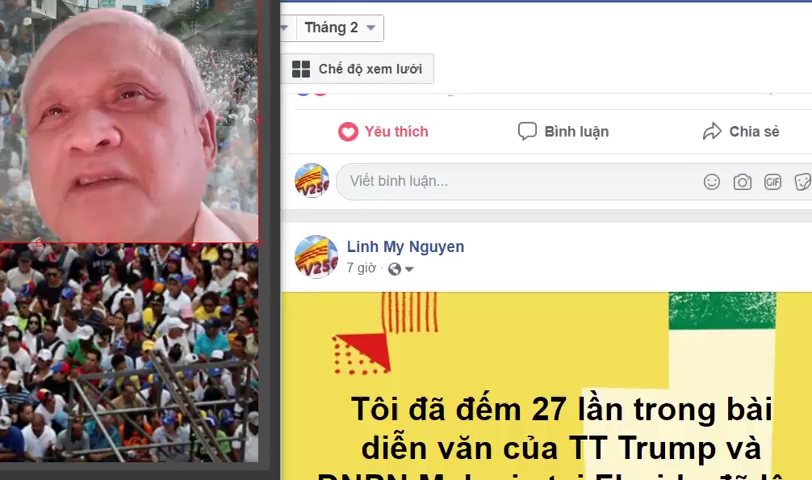 Tháng 2
Chế độ xem lưới
Yêu thích
Bình luận
Chia sẻ
Viết bình luận...
GIF
Linh My Nguyen
7 giờ
Tôi đã đếm 27 lần trong bài
diễn văn của TT Trump và